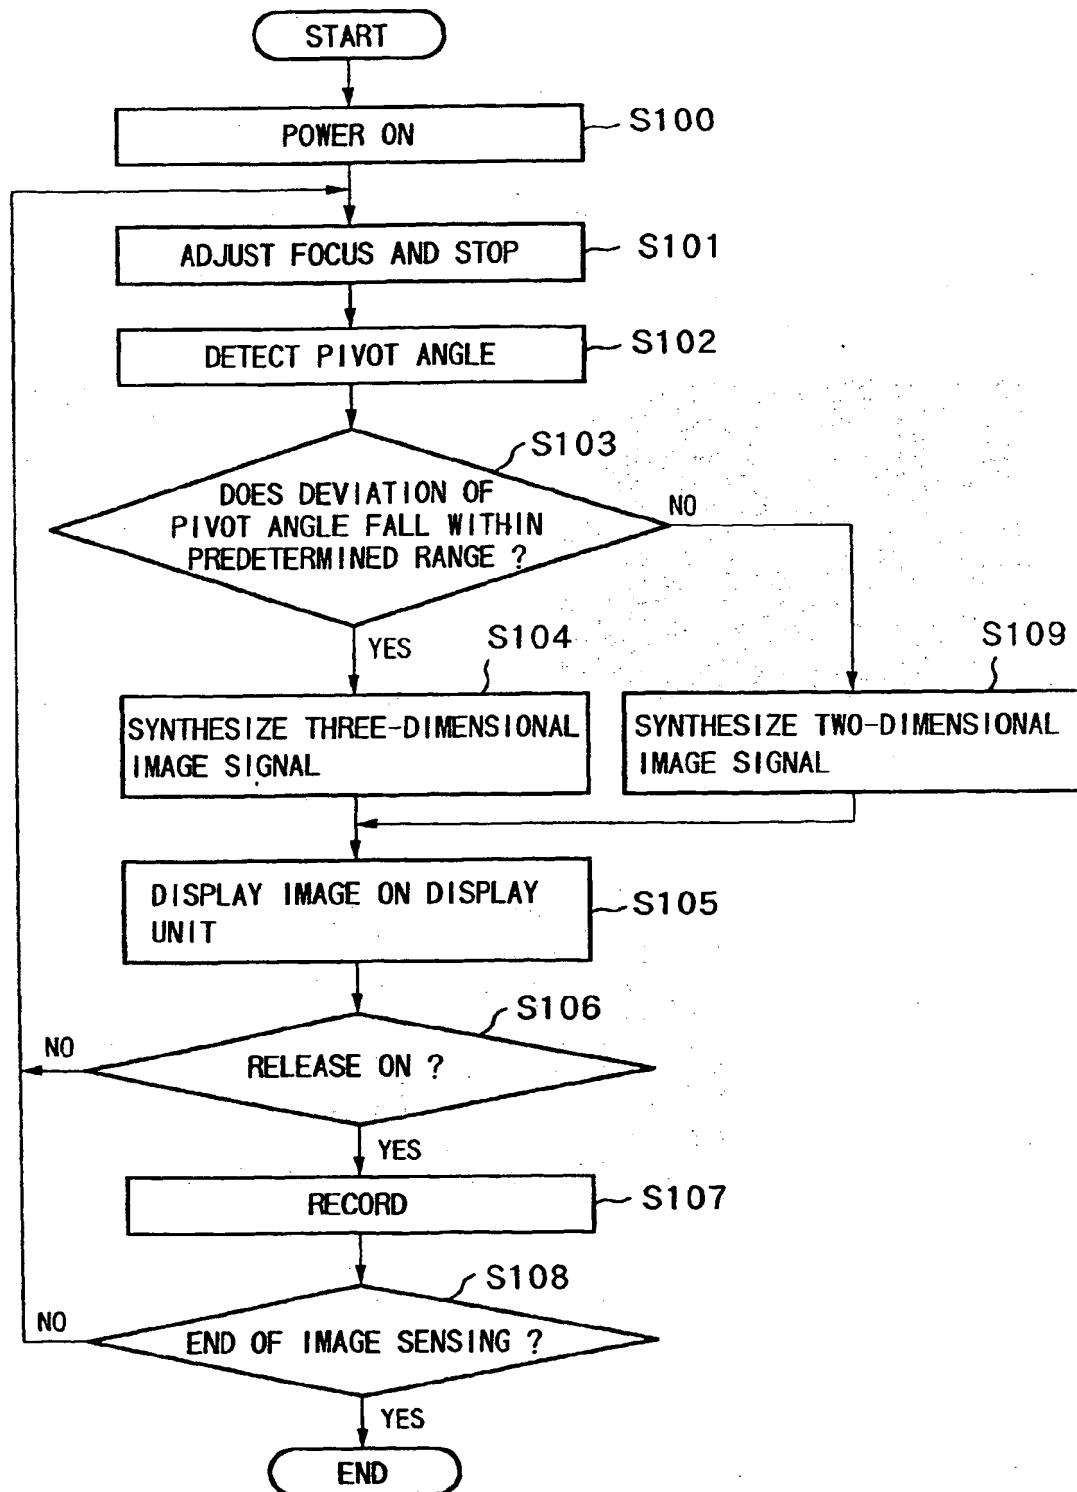 START
POWER ON
S100
ADJUST FOCUS AND STOP
S101
DETECT PIVOT ANGLE
S102
S103
DOES DEVIATION OF
PIVOT ANGLE FALL WITHIN
PREDETERMINED RANGE ?
NO
YES
S104
S109
SYNTHESIZE THREE-DIMENSIONAL
IMAGE SIGNAL
SYNTHESIZE TWO-DIMENSIONAL
IMAGE SIGNAL
DISPLAY IMAGE ON DISPLAY
UNIT
S105
S106
NO
RELEASE ON ?
YES
RECORD
S107
S108
NO
END OF IMAGE SENSING ?
YES
END